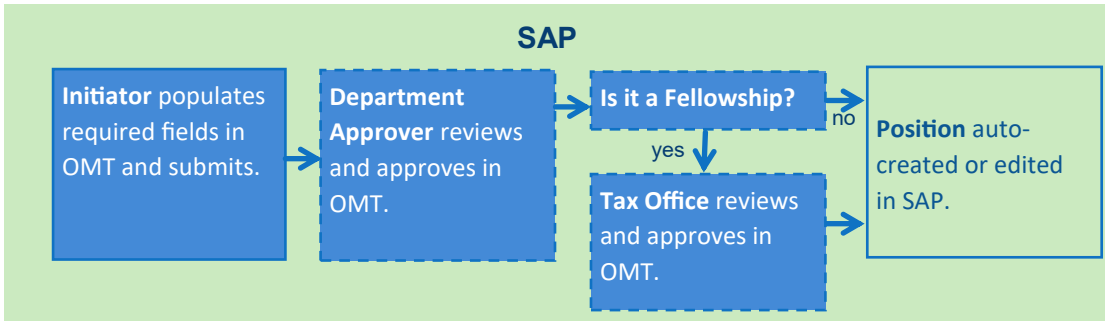 SAP
Initiator populates
required fields in
OMT and submits.
Department
Approver reviews
and approves in
OMT.
Is it a Fellowship?
no
yes
Tax Office reviews
and approves in
OMT.
Position auto-
created or edited
in SAP.